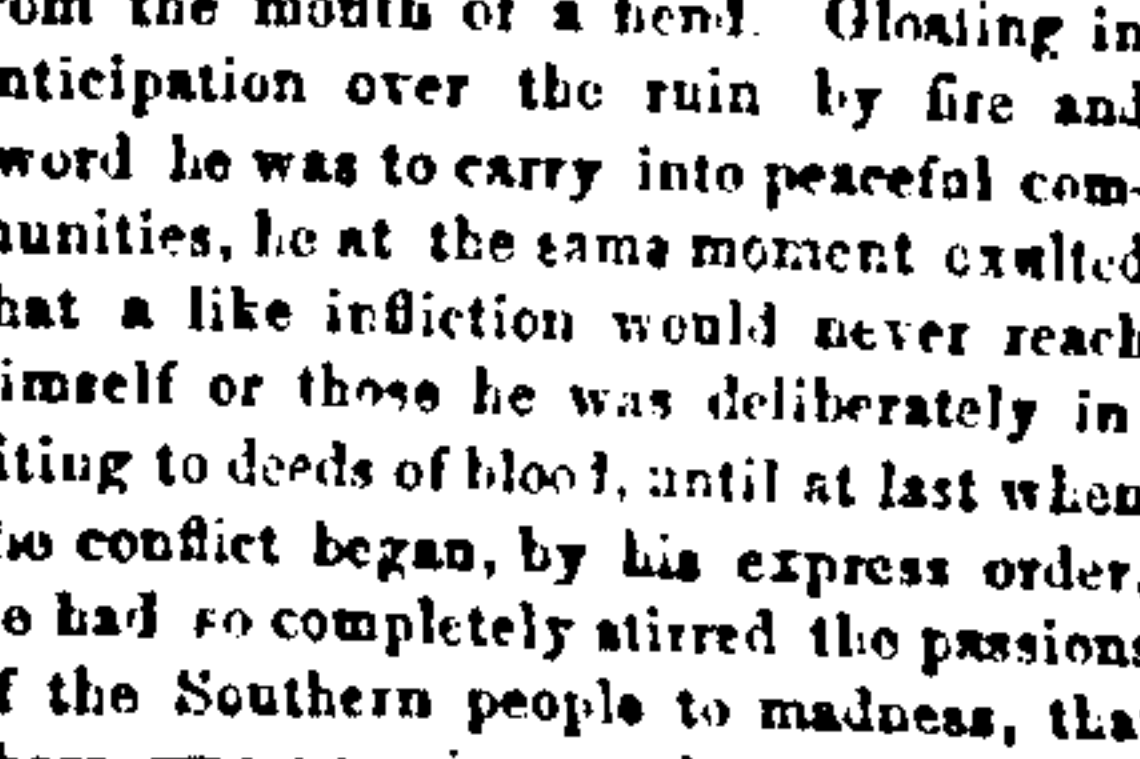 rom the mouth of a fiend. Gloating in
nticipation over the ruin by fire and
word he was to carry into peaceful com-
unities, he at the same moment exulted
hat a like infliction would never reach
imself or those he was deliberately in
iting to deeds of blood, until at last when
he conflict began, by his express order,
e had so completely stirred the passions
f the Southern people to madness, tha